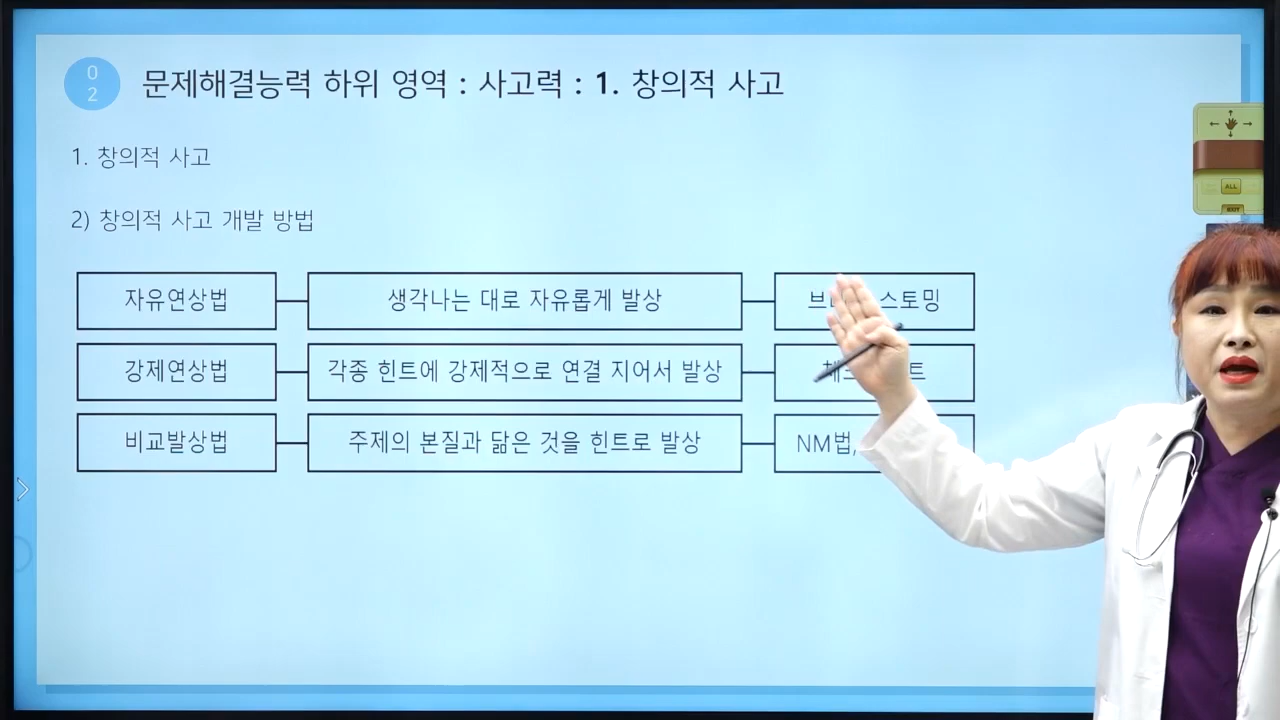 02
문제해결능력 하위 영역 : 사고력 : 1. 창의적 사고
1. 창의적 사고
2) 창의적 사고 개발 방법
자유연상법 생각나는 대로 자유롭게 발상
강제연상법 각종 힌트에 강제적으로 연결 지어서 발상
비교발상법 주제의 본질과 닮은 것을 힌트로 발상 NM법,
ALL
EXIT